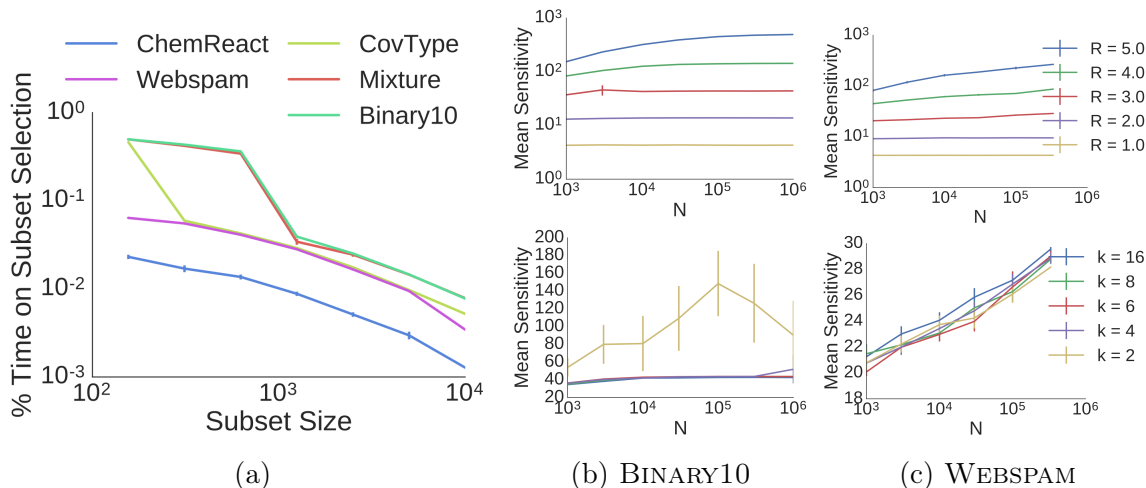 ChemReact
CovType
Webspam
Mixture
Binary10
% Time on Subset Selection
10^0
10^-1
10^-2
10^-3
10^2
10^3
10^4
Subset Size
(a)
Mean Sensitivity
10^3
10^2
10^1
10^0
10^3
10^4
10^5
10^6
N
Mean Sensitivity
200
180
160
140
120
100
80
60
40
20
10^3
10^4
10^5
10^6
N
(b) BINARY10
Mean Sensitivity
10^3
10^2
10^1
10^0
10^3
10^4
10^5
10^6
N
R = 5.0
R = 4.0
R = 3.0
R = 2.0
R = 1.0
Mean Sensitivity
30
28
26
24
22
20
18
10^3
10^4
10^5
10^6
N
k = 16
k = 8
k = 6
k = 4
k = 2
(c) WEBSPAM